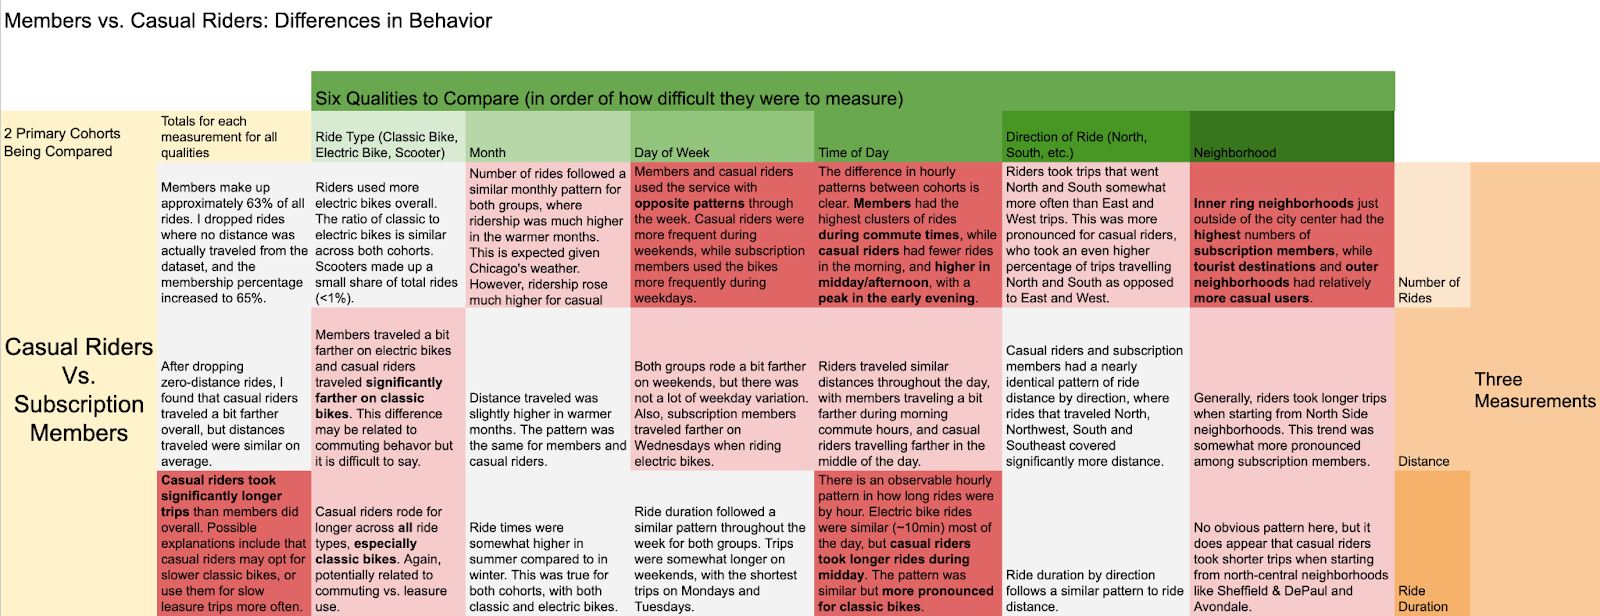 Members vs. Casual Riders: Differences in Behavior
Six Qualities to Compare (in order of how difficult they were to measure)
2 Primary Cohorts
Being Compared
Totals for each
measurement for all
qualities
Ride Type (Classic Bike,
Electric Bike, Scooter)
Month
Day of Week
Time of Day
Direction of Ride (North,
South, etc.)
Neighborhood
Casual Riders
Vs.
Subscription
Members
Members make up
approximately 63% of all
rides. I dropped rides
where no distance was
actually traveled from the
dataset, and the
membership percentage
increased to 65%.
Riders used more
electric bikes overall.
The ratio of classic to
electric bikes is similar
across both cohorts.
Scooters made up a
small share of total rides
(<1%).
Number of rides followed a
similar monthly pattern for
both groups, where
ridership was much higher
in the warmer months.
This is expected given
Chicago's weather.
However, ridership rose
much higher for casual
Members and casual riders
used the service with
opposite patterns through
the week. Casual riders were
more frequent during
weekends, while subscription
members used the bikes
more frequently during
weekdays.
The difference in hourly
patterns between cohorts is
clear. Members had the
highest clusters of rides
during commute times, while
casual riders had fewer rides
in the morning, and higher in
midday/afternoon, with a
peak in the early evening.
Riders took trips that went
North and South somewhat
more often than East and
West trips. This was more
pronounced for casual riders,
who took an even higher
percentage of trips travelling
North and South as opposed
to East and West.
Inner ring neighborhoods just
outside of the city center had the
highest numbers of
subscription members, while
tourist destinations and outer
neighborhoods had relatively
more casual users.
Number of
Rides
After dropping
zero-distance rides, I
found that casual riders
traveled a bit farther
overall, but distances
traveled were similar on
average.
Members traveled a bit
farther on electric bikes
and casual riders
traveled significantly
farther on classic
bikes. This difference
may be related to
commuting behavor but
it is difficult to say.
Distance traveled was
slightly higher in warmer
months. The pattern was
the same for members and
casual riders.
Both groups rode a bit farther
on weekends, but there was
not a lot of weekday variation.
Also, subscription members
traveled farther on
Wednesdays when riding
electric bikes.
Riders traveled similar
distances throughout the day,
with members traveling a bit
farther during morning
commute hours, and casual
riders travelling farther in the
middle of the day.
Casual riders and subscription
members had a nearly
identical pattern of ride
distance by direction, where
rides that traveled North,
Northwest, South and
Southeast covered
significantly more distance.
Generally, riders took longer trips
when starting from North Side
neighborhoods. This trend was
somewhat more pronounced
among subscription members.
Distance
Three
Measurements
Casual riders took
significantly longer
trips than members did
overall. Possible
explanations include that
casual riders may opt for
slower classic bikes, or
use them for slow
leasure trips more often.
Casual riders rode for
longer across all ride
types, especially
classic bikes. Again,
potentially related to
commuting vs. leasure
use.
Ride times were
somewhat higher in
summer compared to in
winter. This was true for
both cohorts, with both
classic and electric bikes.
Ride duration followed a
similar pattern throughout the
week for both groups. Trips
were somewhat longer on
weekends, with the shortest
trips on Mondays and
Tuesdays.
There is an observable hourly
pattern in how long rides were
by hour. Electric bike rides
were similar (~10min) most of
the day, but casual riders
took longer rides during
midday. The pattern was
similar but more pronounced
for classic bikes.
Ride duration by direction
follows a similar pattern to ride
distance.
No obvious pattern here, but it
does appear that casual riders
took shorter trips when starting
from north-central neighborhoods
like Sheffield & DePaul and
Avondale.
Ride
Duration